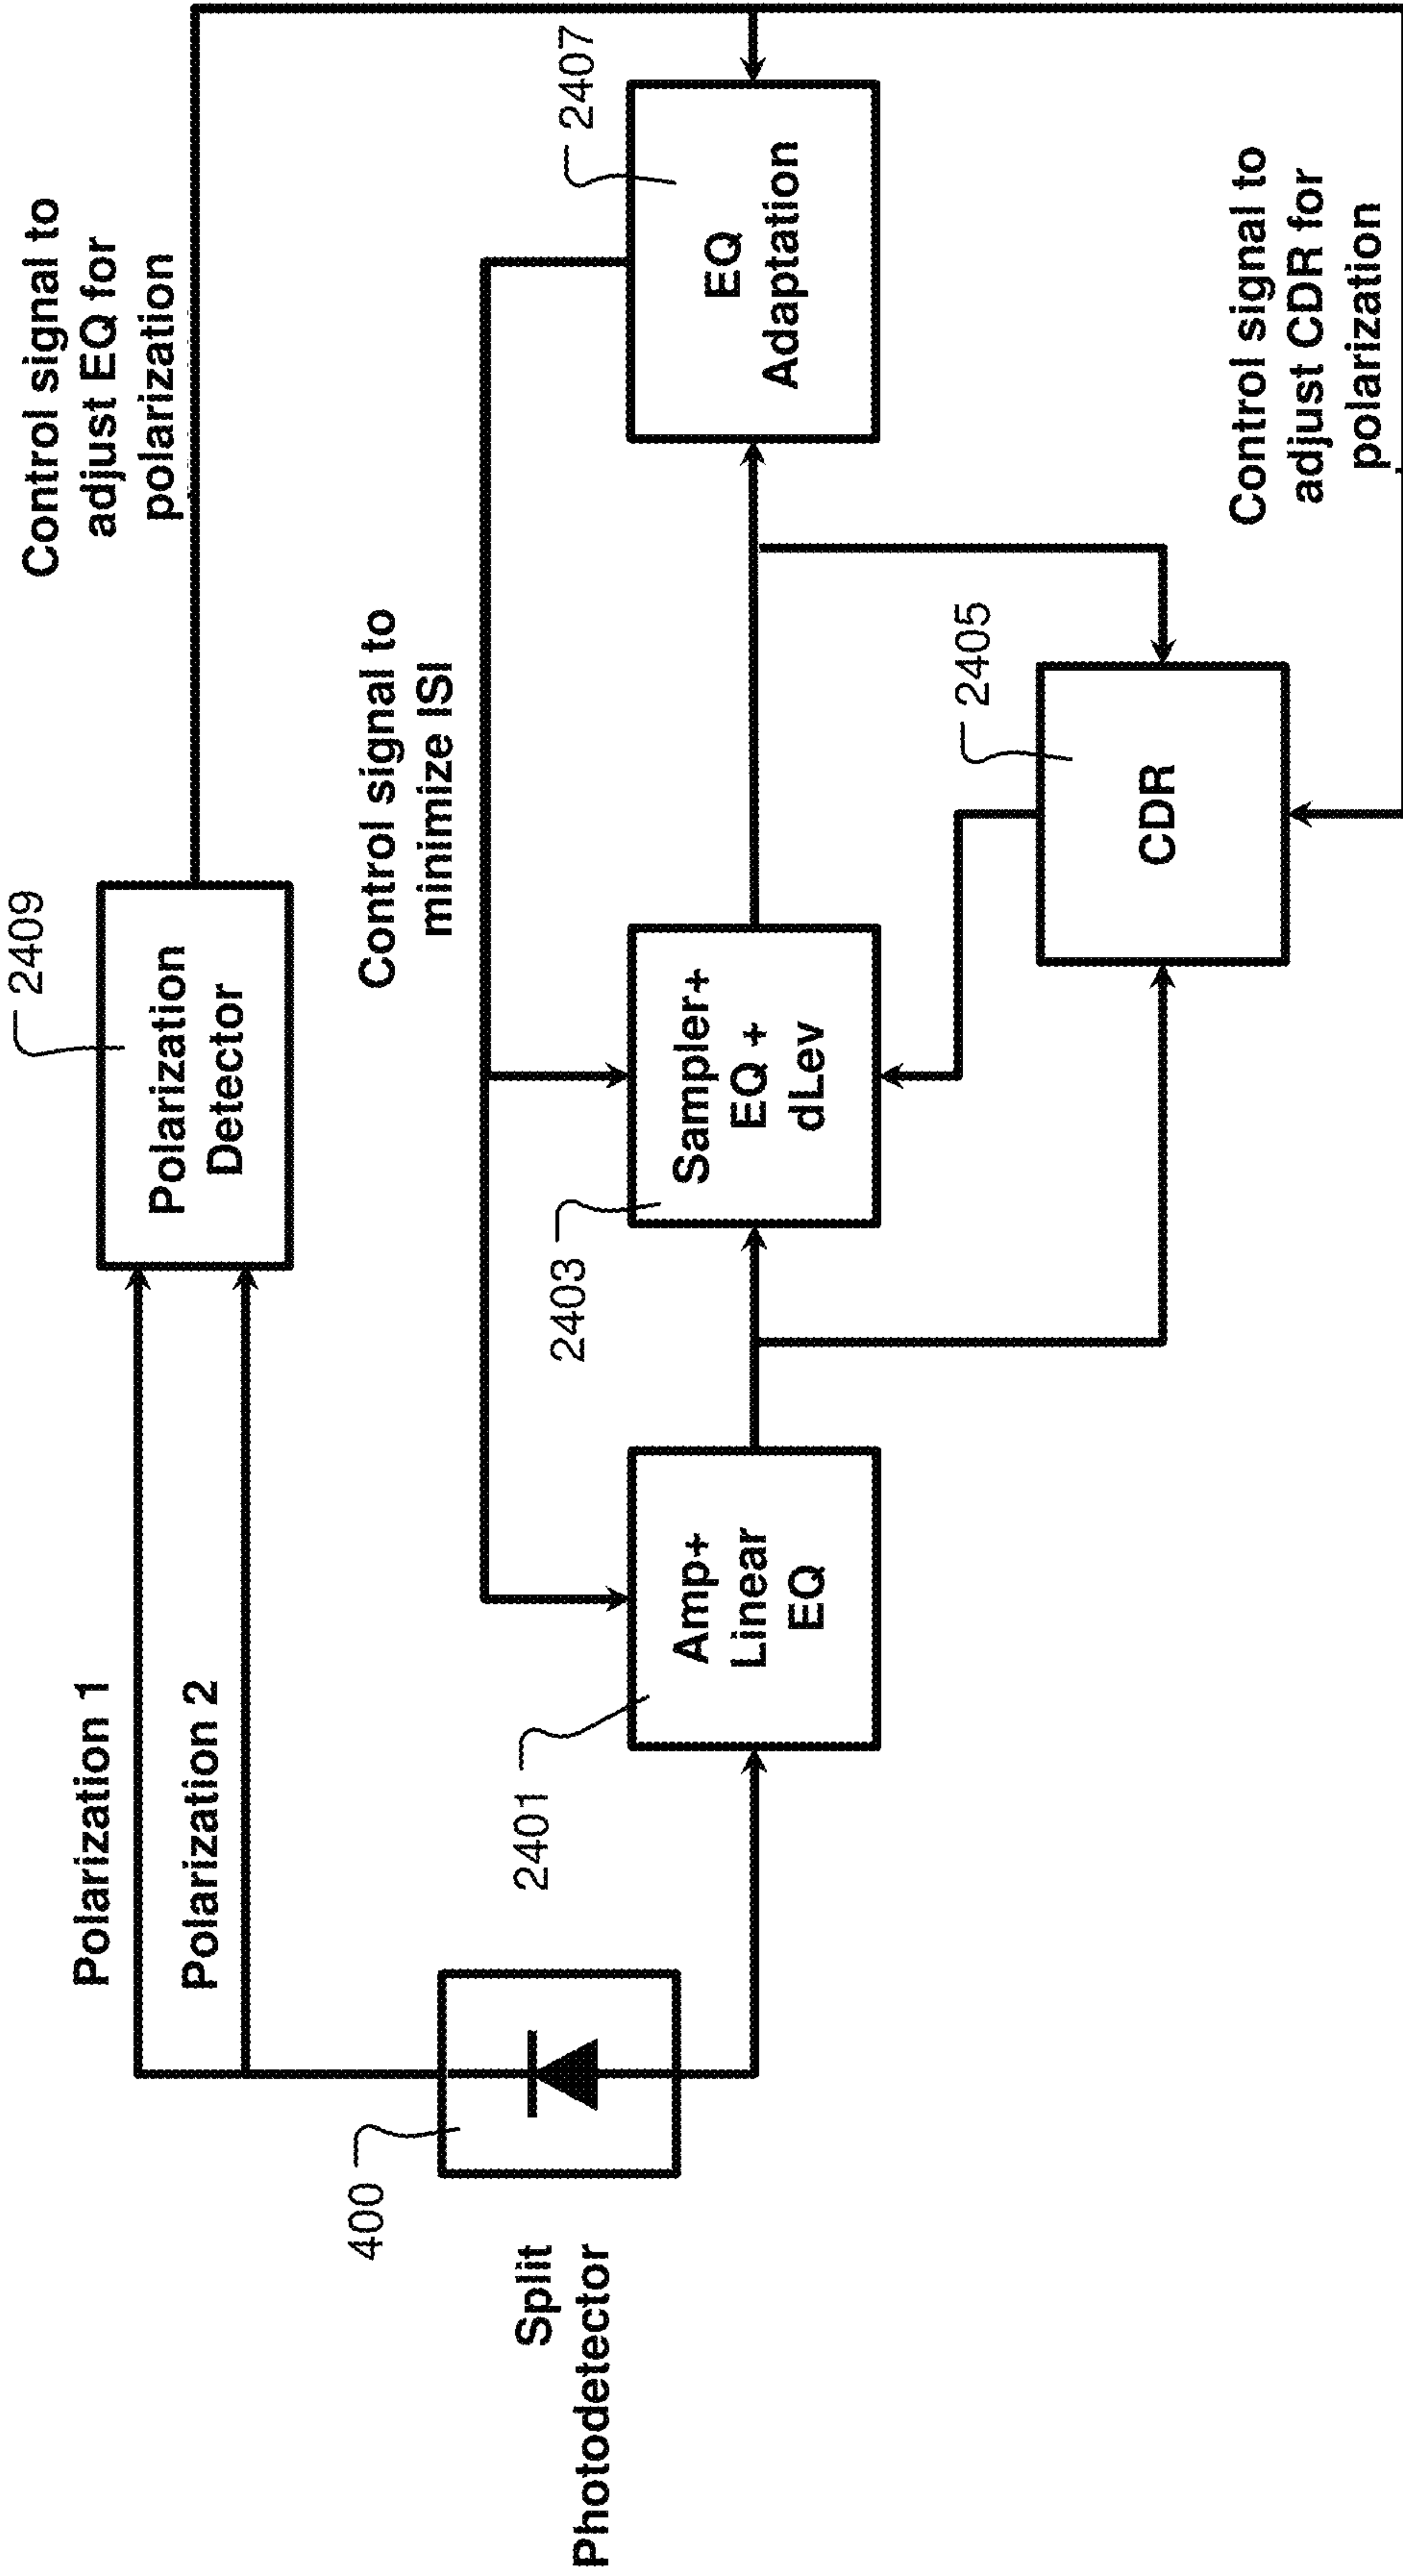 Control signal to
adjust EQ for
polarization
2409
Polarization
Detector
Polarization 1
Polarization 2
Control signal to
minimize ISI
400
Split
Photodetector
2401
Amp+
Linear
EQ
2403
Sampler+
EQ +
dLev
2407
EQ
Adaptation
2405
CDR
Control signal to
adjust CDR for
polarization